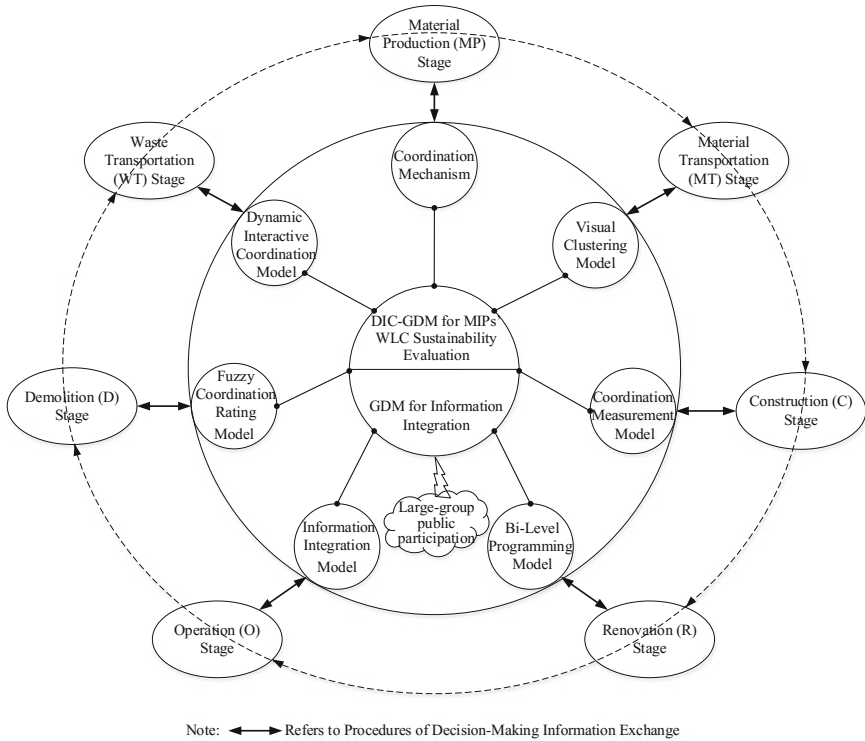 Material
Production (MP)
Stage
Waste
Transportation
(WT) Stage
Material
Transportation
(MT) Stage
Coordination
Mechanism
Dynamic
Interactive
Coordination
Model
Visual
Clustering
Model
DIC-GDM for MIPs
WLC Sustainability
Evaluation
GDM for Information
Integration
Demolition (D)
Stage
Fuzzy
Coordination
Rating
Model
Coordination
Measurement
Model
Construction (C)
Stage
Large-group
public
participation
Information
Integration
Model
Bi-Level
Programming
Model
Operation (O)
Stage
Renovation (R)
Stage
Note: Refers to Procedures of Decision-Making Information Exchange